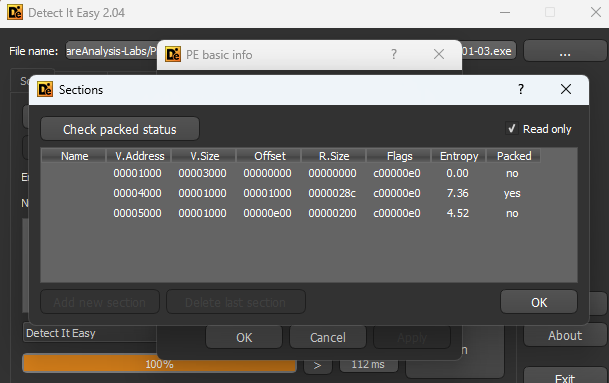 Detect It Easy 2.04
File name: areAnalysis-Labs/P 01-03.exe ...
PE basic info ? ×
Sections ? ×
Check packed status Read only
Name V.Address V.Size Offset R.Size Flags Entropy Packed
00001000 00003000 00000000 00000000 c00000e0 0.00 no
00004000 00001000 00001000 0000028c c00000e0 7.36 yes
00005000 00001000 00000e00 00000200 c00000e0 4.52 no
Add new section Delete last section OK
Detect It Easy OK Cancel Apply About
100% > 112 ms
Exit